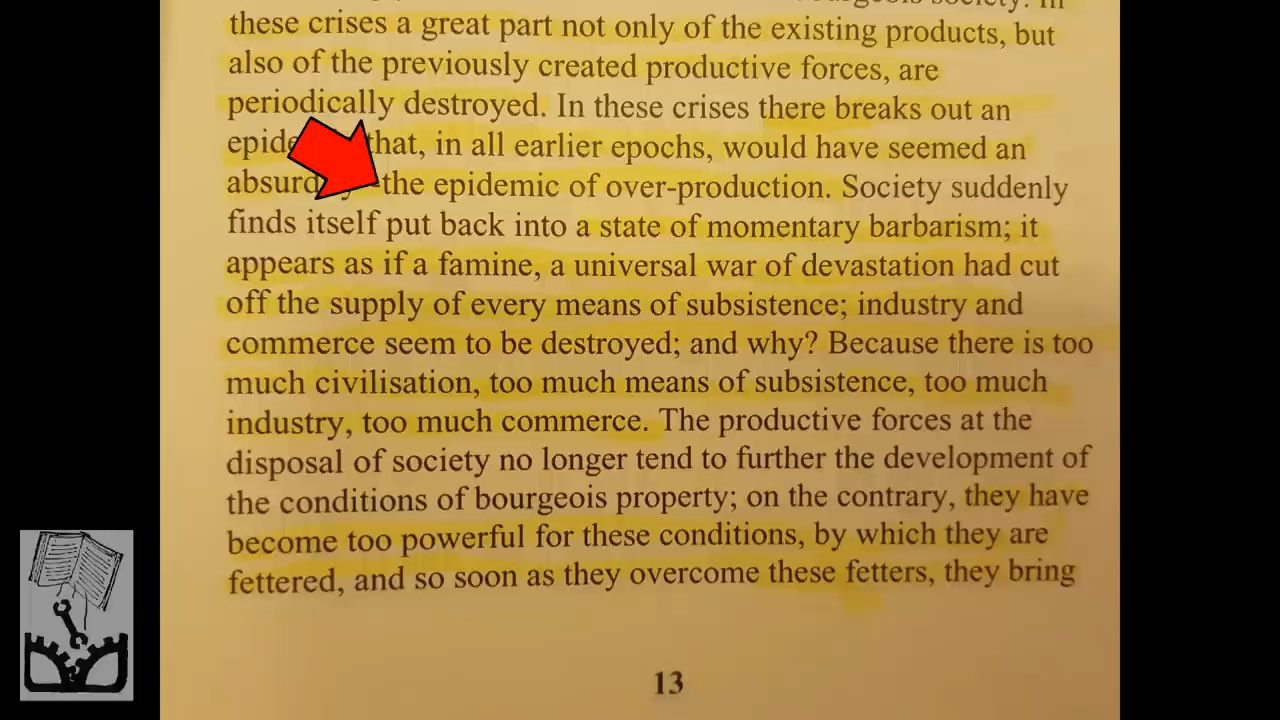 these crises a great part not only of the existing products, but
also of the previously created productive forces, are
periodically destroyed. In these crises there breaks out an
that, in all earlier epochs, would have seemed an
the epidemic of over-production. Society suddenly
finds itself put back into a state of momentary barbarism; it
appears as if a famine, a universal war of devastation had cut
off the supply of every means of subsistence; industry and
commerce seem to be destroyed; and why? Because there is too
much civilisation, too much means of subsistence, too much
industry, too much commerce. The productive forces at the
disposal of society no longer tend to further the development of
the conditions of bourgeois property; on the contrary, they have
become too powerful for these conditions, by which they are
fettered, and so soon as they overcome these fetters, they bring
13